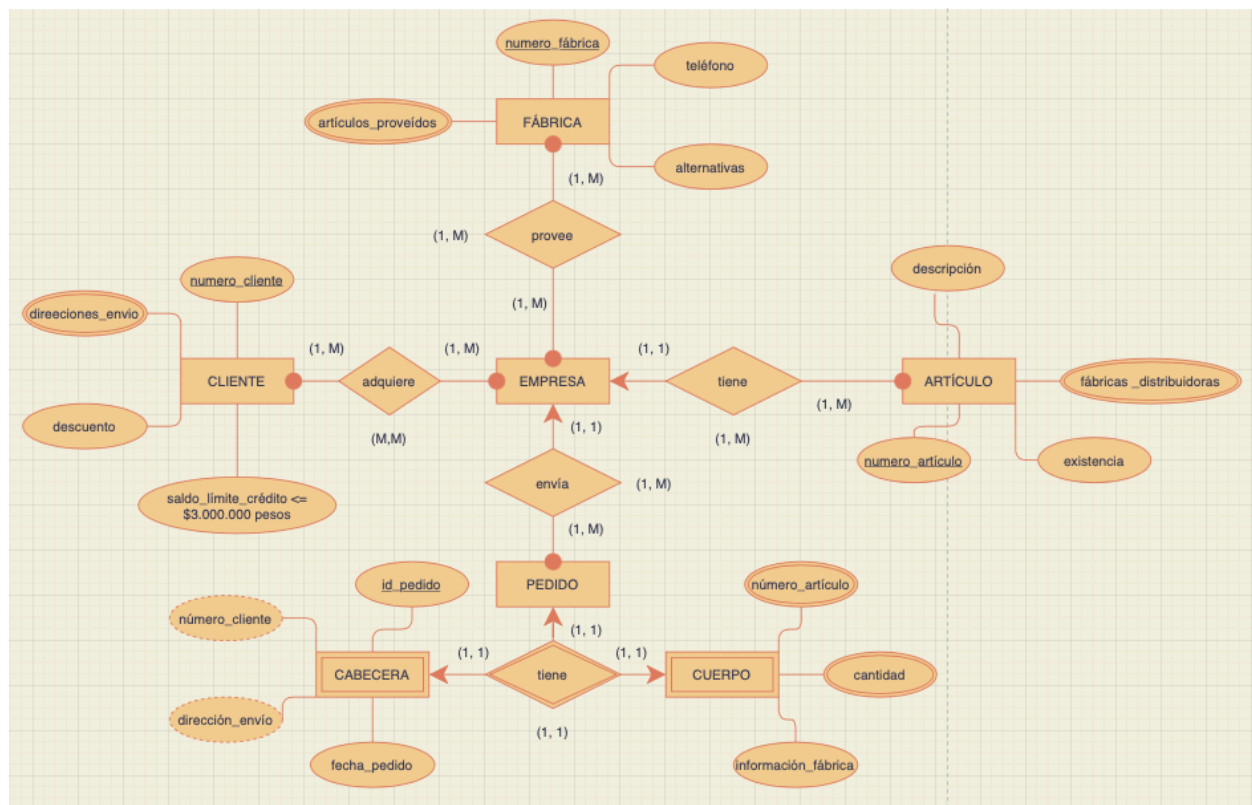 numero_fábrica
teléfono
artículos_proveídos
FÁBRICA
alternativas
(1, M)
(1, M)
provee
(1, M)
descripción
numero_cliente
direeciones_envio
(1, M)
(1, M)
(1, 1)
CLIENTE
adquiere
EMPRESA
tiene
ARTÍCULO
fábricas _distribuidoras
(1, M)
descuento
(M,M)
(1, 1)
(1, M)
numero_artículo
existencia
envía
(1, M)
saldo_límite_crédito <=
$3.000.000 pesos
(1, M)
id_pedido
PEDIDO
número_artículo
número_cliente
(1, 1)
(1, 1)
(1, 1)
CABECERA
tiene
CUERPO
cantidad
dirección_envío
(1, 1)
fecha_pedido
información_fábrica